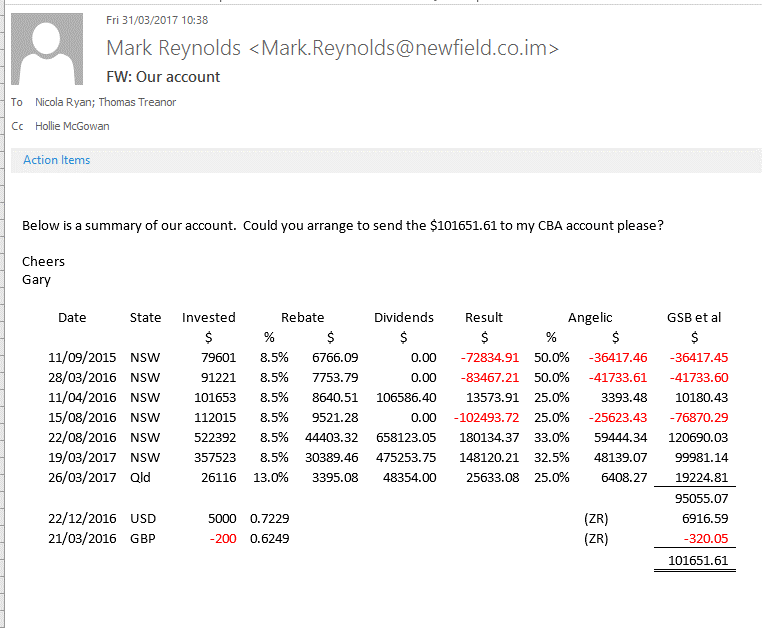 Fri 31/03/2017 10:38
Mark Reynolds <Mark.Reynolds@newfield.co.im>
FW: Our account
To Nicola Ryan; Thomas Treanor
Cc Hollie McGowan
Action Items
Below is a summary of our account. Could you arrange to send the $101651.61 to my CBA account please?
Cheers
Gary
Date State Invested Rebate Dividends Result Angelic GSB et al
$ % $ $ $ % $ $
11/09/2015 NSW 79601 8.5% 6766.09 0.00 -72834.91 50.0% -36417.46 -36417.45
28/03/2016 NSW 91221 8.5% 7753.79 0.00 -83467.21 50.0% -41733.61 -41733.60
11/04/2016 NSW 101653 8.5% 8640.51 106586.40 13573.91 25.0% 3393.48 10180.43
15/08/2016 NSW 112015 8.5% 9521.28 0.00 -102493.72 25.0% -25623.43 -76870.29
22/08/2016 NSW 522392 8.5% 44403.32 658123.05 180134.37 33.0% 59444.34 120690.03
19/03/2017 NSW 357523 8.5% 30389.46 475253.75 148120.21 32.5% 48139.07 99981.14
26/03/2017 Qld 26116 13.0% 3395.08 48354.00 25633.08 25.0% 6408.27 19224.81
95055.07
22/12/2016 USD 5000 0.7229 (ZR) 6916.59
21/03/2016 GBP -200 0.6249 (ZR) -320.05
101651.61